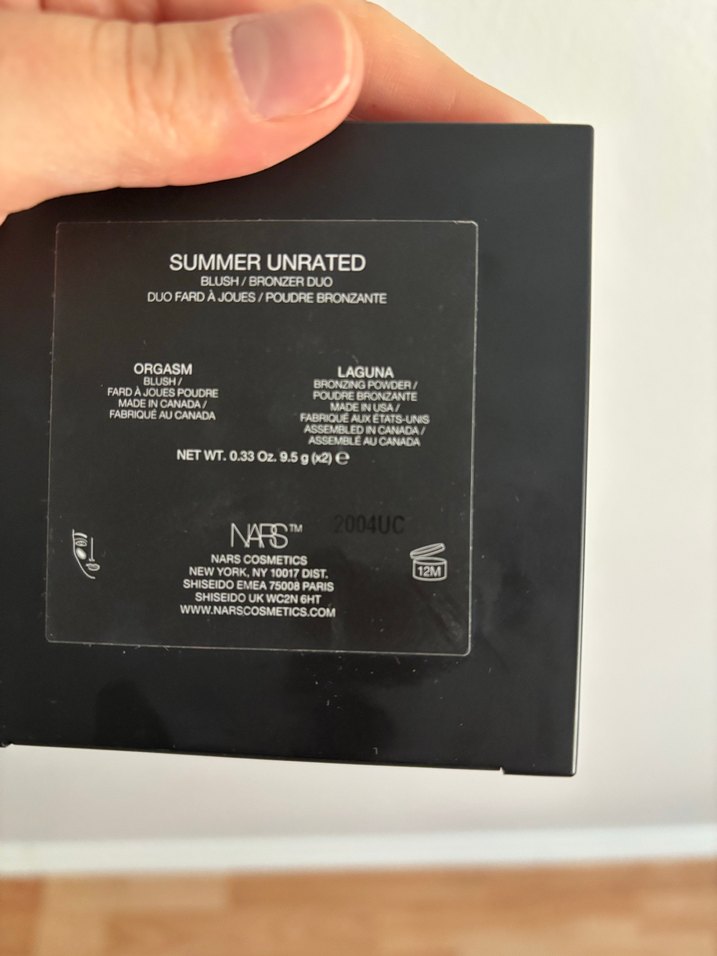 SUMMER UNRATED
BLUSH / BRONZER DUO
DUO FARD À JOUES / POUDRE BRONZANTE
ORGASM
BLUSH /
FARD À JOUES POUDRE
MADE IN CANADA /
FABRIQUÉ AU CANADA
LAGUNA
BRONZING POWDER /
POUDRE BRONZANTE
MADE IN USA /
FABRIQUÉ AUX ÉTATS-UNIS
ASSEMBLED IN CANADA /
ASSEMBLÉ AU CANADA
NET WT. 0.33 Oz. 9.5 g (x2) ℮
NARS™
2004UC
NARS COSMETICS
NEW YORK, NY 10017 DIST.
SHISEIDO EMEA 75008 PARIS
SHISEIDO UK WC2N 6HT
WWW.NARSCOSMETICS.COM
12M